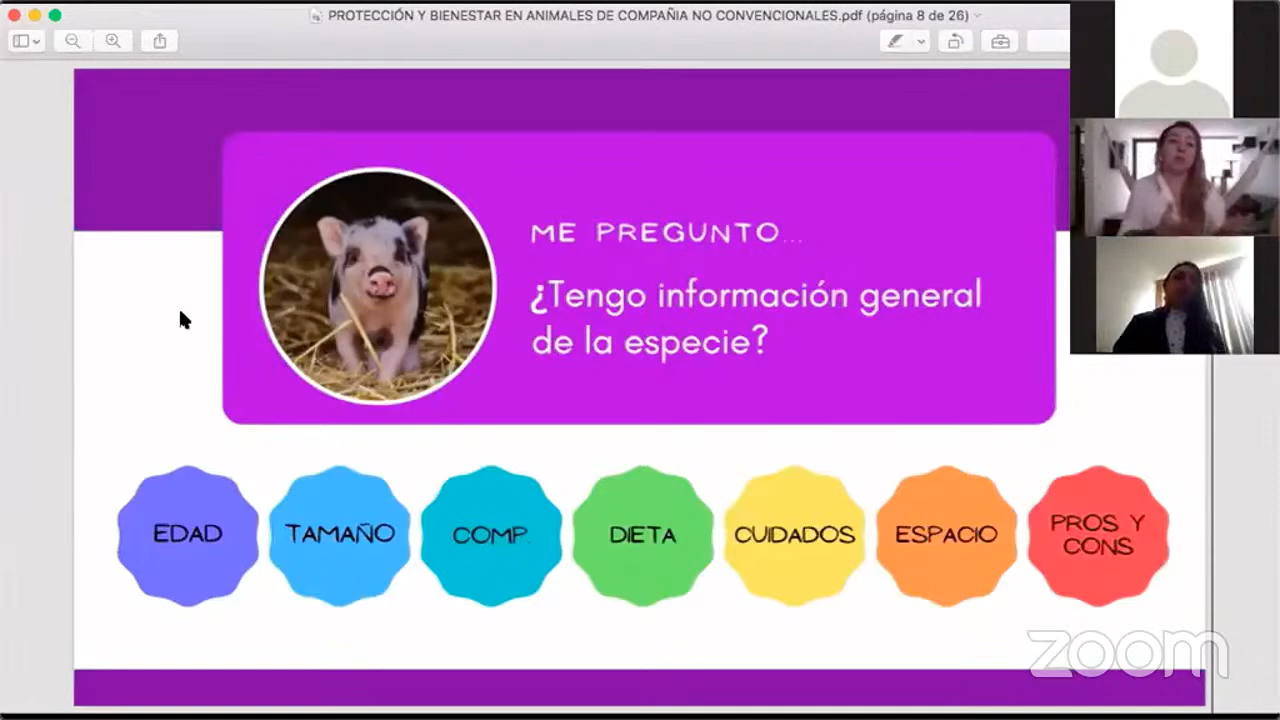 PROTECCIÓN Y BIENESTAR EN ANIMALES DE COMPAÑIA NO CONVENCIONALES.pdf (página 8 de 26)
ME PREGUNTO...
¿Tengo información general
de la especie?
EDAD
TAMAÑO
COMP.
DIETA
CUIDADOS
ESPACIO
PROS Y
CONS
zoom